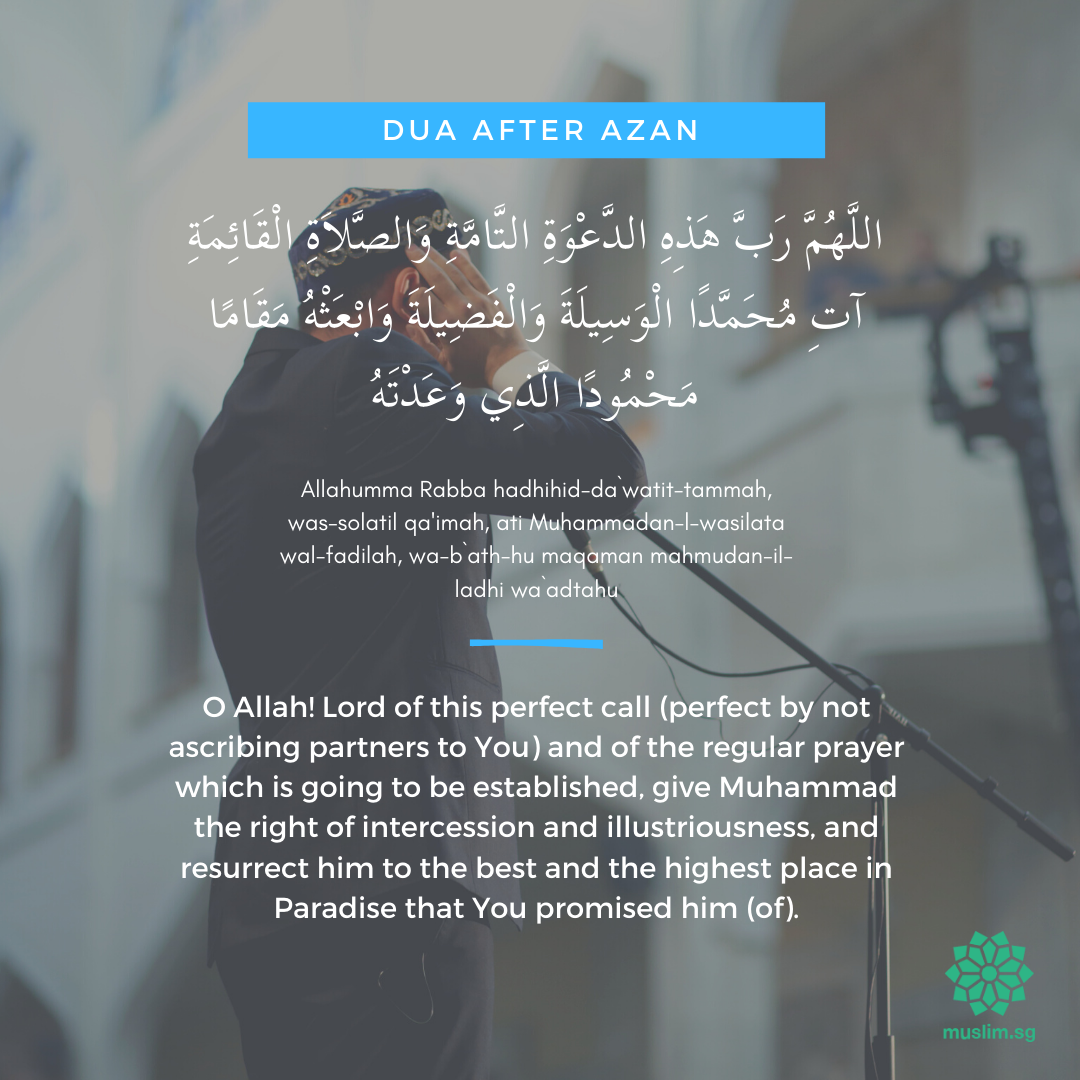 DUA AFTER AZAN
اللَّهُمَّ رَبَّ هَذِهِ الدَّعْوَةِ التَّامَّةِ وَالصَّلَاةِ الْقَائِمَةِ
آتِ مُحَمَّدًا الْوَسِيلَةَ وَالْفَضِيلَةَ وَابْعَثْهُ مَقَامًا
مَحْمُودًا الَّذِي وَعَدْتَهُ
Allahumma Rabba hadhihid-da`watit-tammah,
was-solatil qa'imah, ati Muhammadan-l-wasilata
wal-fadilah, wa-b`ath-hu maqaman mahmudan-il-
ladhi wa`adtahu
O Allah! Lord of this perfect call (perfect by not
ascribing partners to You) and of the regular prayer
which is going to be established, give Muhammad
the right of intercession and illustriousness, and
resurrect him to the best and the highest place in
Paradise that You promised him (of).
muslim.sg